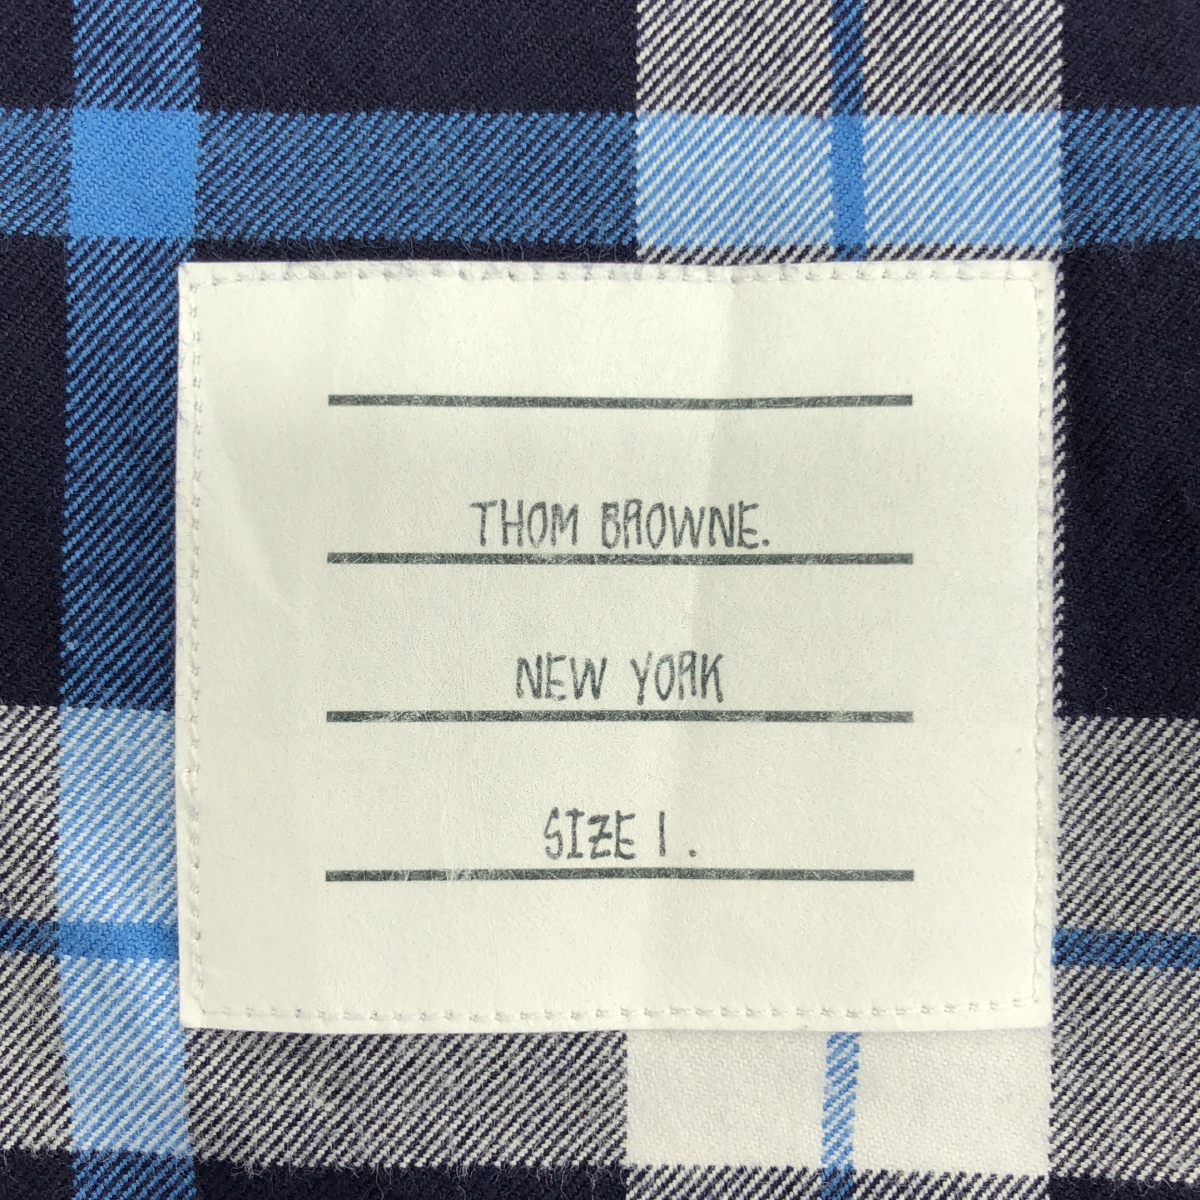 THOM BROWNE.
NEW YORK
SIZE 1.